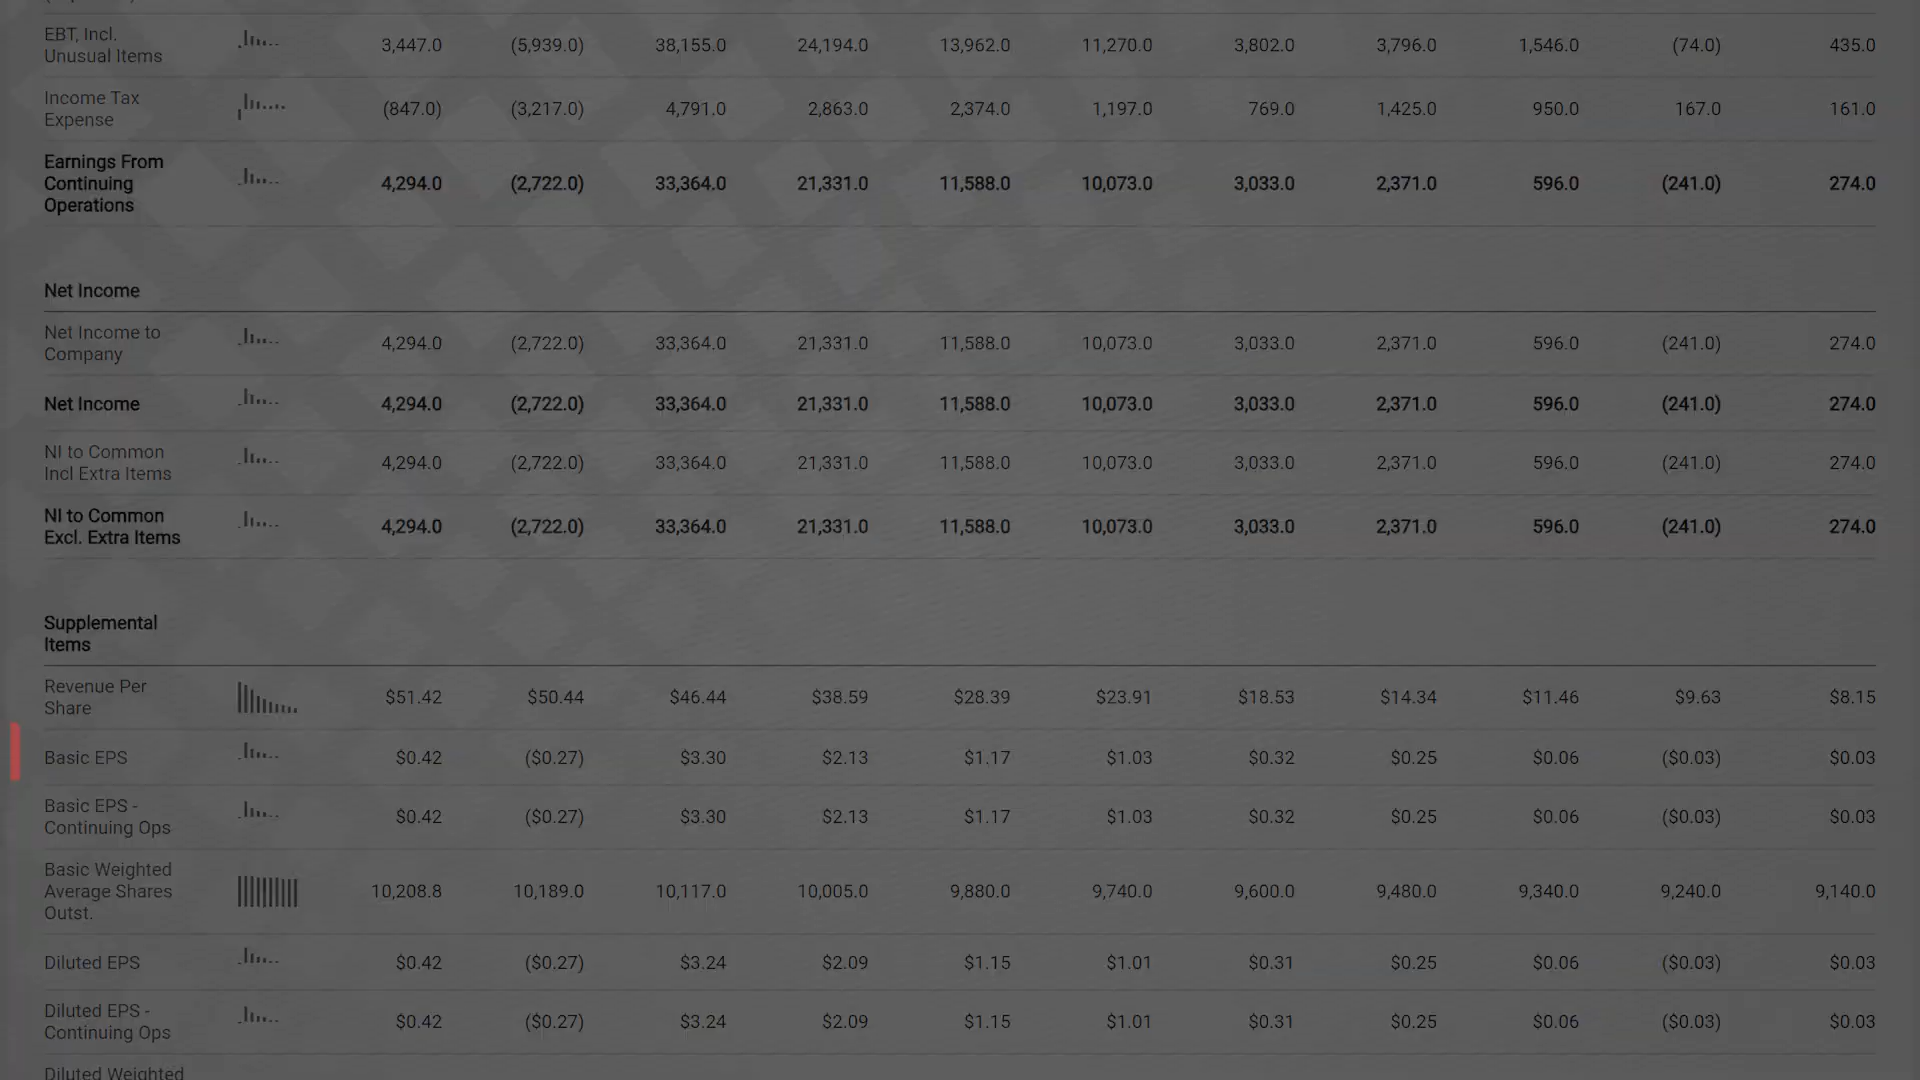 EBT, Incl.
Unusual Items 3,447.0 (5,939.0) 38,155.0 24,194.0 13,962.0 11,270.0 3,802.0 3,796.0 1,546.0 (74.0) 435.0
Income Tax
Expense (847.0) (3,217.0) 4,791.0 2,863.0 2,374.0 1,197.0 769.0 1,425.0 950.0 167.0 161.0
Earnings From
Continuing 4,294.0 (2,722.0) 33,364.0 21,331.0 11,588.0 10,073.0 3,033.0 2,371.0 596.0 (241.0) 274.0
Operations
Net Income
Net Income to
Company 4,294.0 (2,722.0) 33,364.0 21,331.0 11,588.0 10,073.0 3,033.0 2,371.0 596.0 (241.0) 274.0
Net Income 4,294.0 (2,722.0) 33,364.0 21,331.0 11,588.0 10,073.0 3,033.0 2,371.0 596.0 (241.0) 274.0
NI to Common
Incl Extra Items 4,294.0 (2,722.0) 33,364.0 21,331.0 11,588.0 10,073.0 3,033.0 2,371.0 596.0 (241.0) 274.0
NI to Common
Excl. Extra Items 4,294.0 (2,722.0) 33,364.0 21,331.0 11,588.0 10,073.0 3,033.0 2,371.0 596.0 (241.0) 274.0
Supplemental
Items
Revenue Per
Share $51.42 $50.44 $46.44 $38.59 $28.39 $23.91 $18.53 $14.34 $11.46 $9.63 $8.15
Basic EPS $0.42 ($0.27) $3.30 $2.13 $1.17 $1.03 $0.32 $0.25 $0.06 ($0.03) $0.03
Basic EPS -
Continuing Ops $0.42 ($0.27) $3.30 $2.13 $1.17 $1.03 $0.32 $0.25 $0.06 ($0.03) $0.03
Basic Weighted
Average Shares 10,208.8 10,189.0 10,117.0 10,005.0 9,880.0 9,740.0 9,600.0 9,480.0 9,340.0 9,240.0 9,140.0
Outst.
Diluted EPS $0.42 ($0.27) $3.24 $2.09 $1.15 $1.01 $0.31 $0.25 $0.06 ($0.03) $0.03
Diluted EPS -
Continuing Ops $0.42 ($0.27) $3.24 $2.09 $1.15 $1.01 $0.31 $0.25 $0.06 ($0.03) $0.03
Diluted Weighted